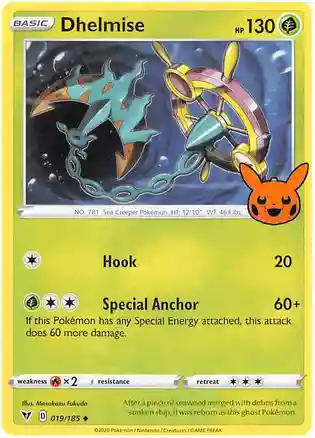 BASIC Dhelmise HP 130
NO. 781 Sea Creeper Pokémon HT: 12'10" WT: 463 lbs.
Hook 20
Special Anchor 60+
If this Pokémon has any Special Energy attached, this attack
does 60 more damage.
weakness ×2 resistance retreat
Illus. Masakazu Fukuda
After a piece of seaweed merged with debris from a
sunken ship, it was reborn as this ghost Pokémon.
D 019/185
©2020 Pokémon / Nintendo / Creatures / GAME FREAK